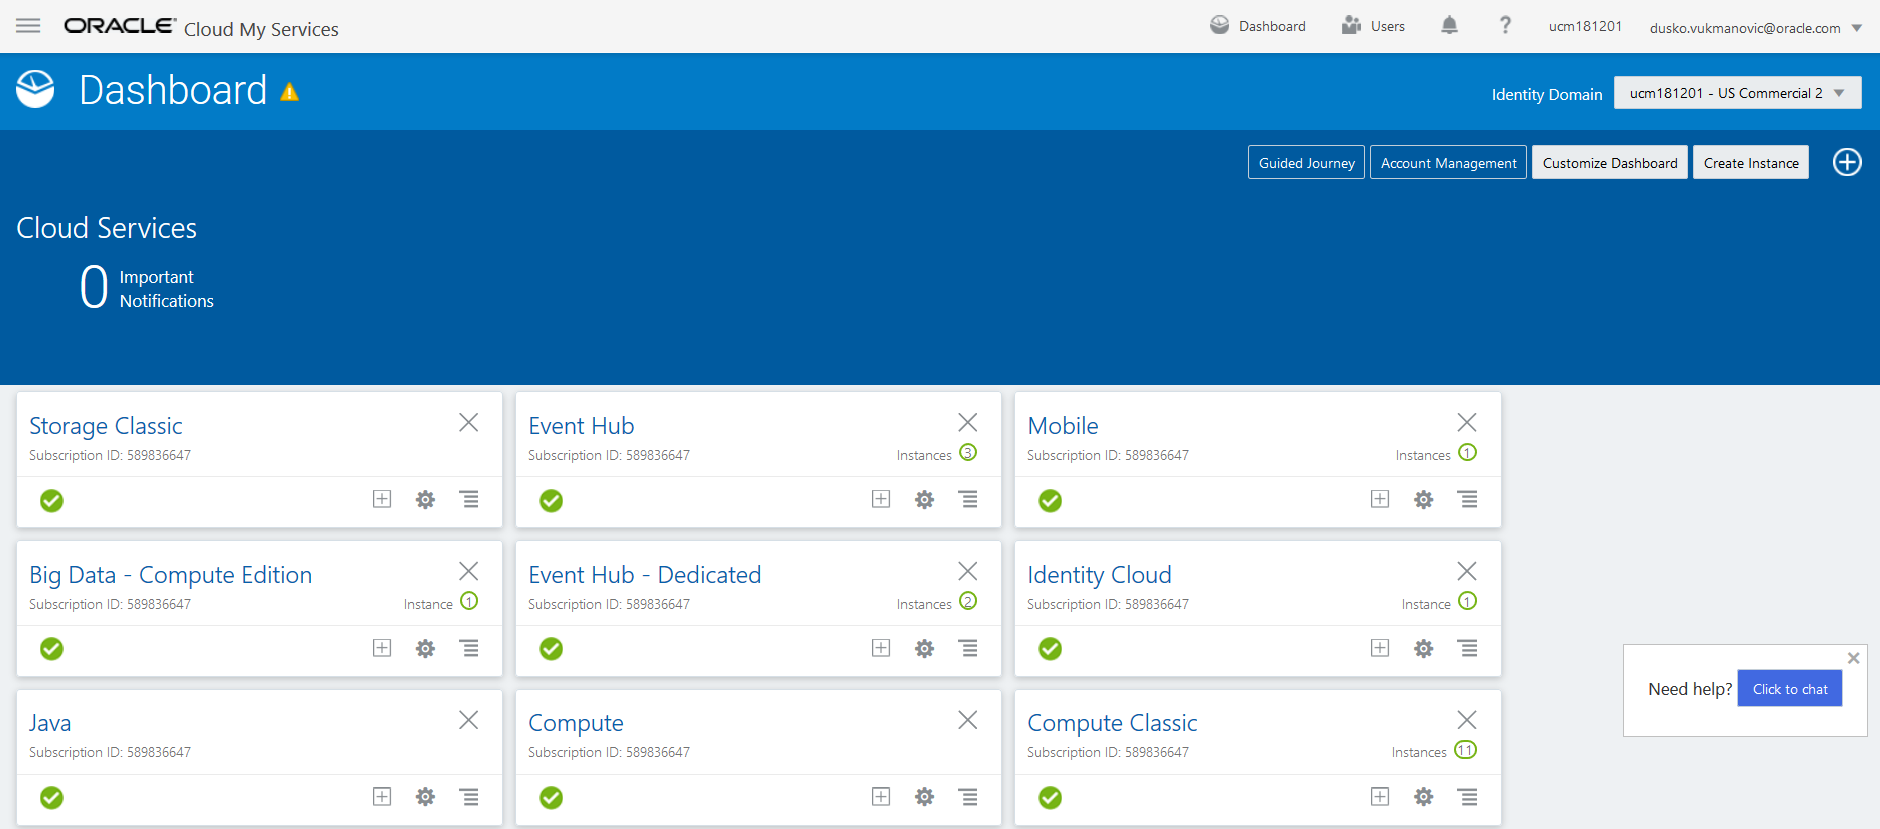 ORACLE Cloud My Services
Dashboard
Users
?
ucm181201
dusko.vukmanovic@oracle.com
Dashboard
Identity Domain
ucm181201 - US Commercial 2
Guided Journey
Account Management
Customize Dashboard
Create Instance
Cloud Services
0
Important
Notifications
Storage Classic
Subscription ID: 589836647
Event Hub
Subscription ID: 589836647
Instances 3
Mobile
Subscription ID: 589836647
Instances 1
Big Data - Compute Edition
Subscription ID: 589836647
Instance 1
Event Hub - Dedicated
Subscription ID: 589836647
Instances 2
Identity Cloud
Subscription ID: 589836647
Instance 1
Need help?
Click to chat
Java
Subscription ID: 589836647
Compute
Subscription ID: 589836647
Compute Classic
Subscription ID: 589836647
Instances 11